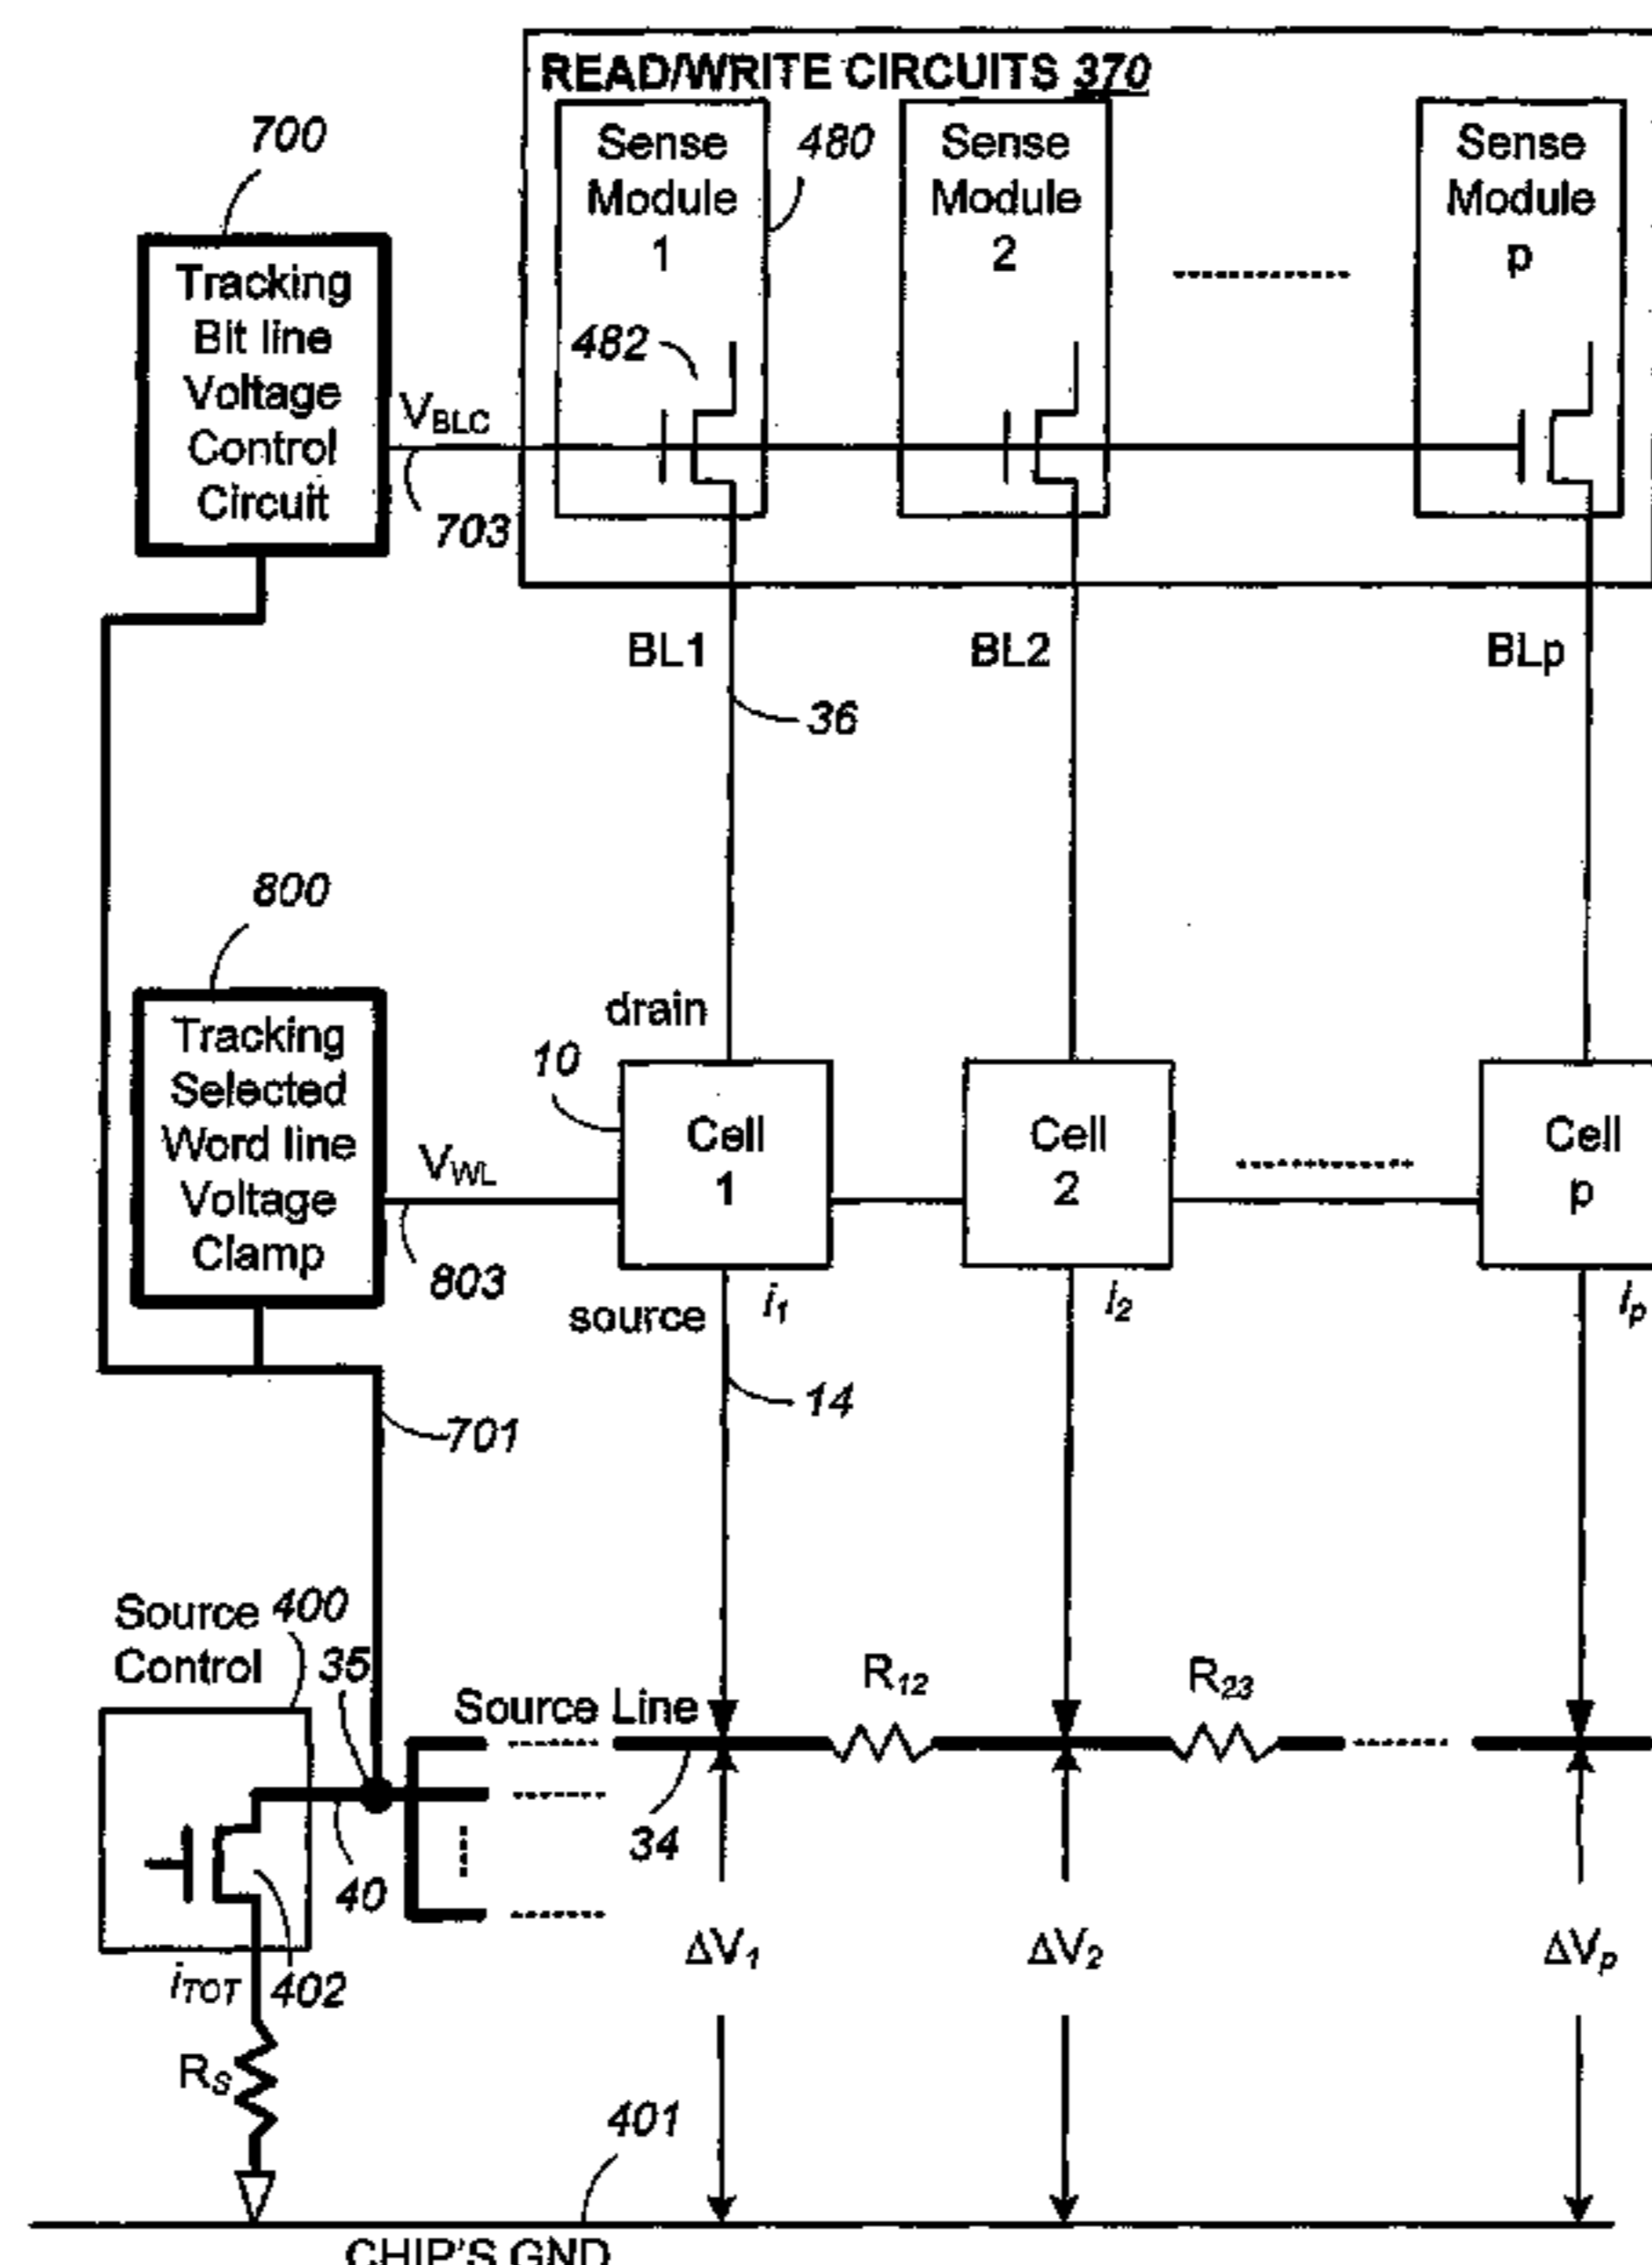 READ/WRITE CIRCUITS 370
700
Sense Module 1
480
Sense Module 2
Sense Module p
Tracking
Bit line
Voltage
Control
Circuit
482
VBLC
703
BL1
BL2
BLp
36
800
drain
Tracking
Selected
Word line
Voltage
Clamp
10
Cell 1
Cell 2
Cell p
VWL
803
source
i1
i2
ip
14
701
Source
Control
400
35
Source Line
R12
R23
34
40
ΔV1
ΔV2
ΔVp
iTOT
402
RS
401
CHIP'S GND